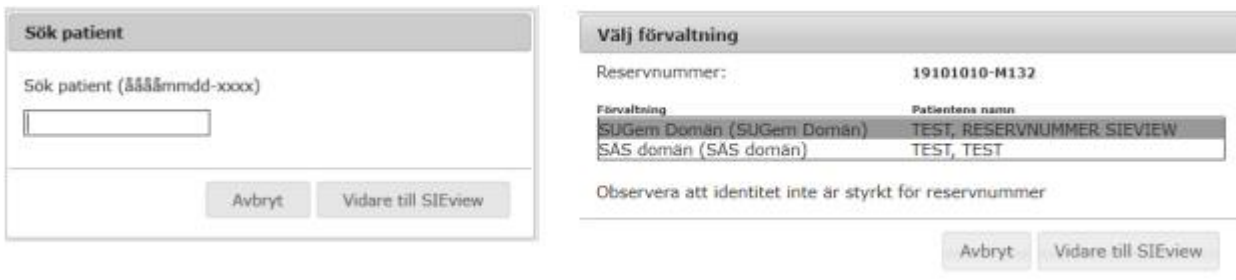 Sök patient
Sök patient (ååååmmdd-xxxx)
Avbryt Vidare till SIEview
Välj förvaltning
Reservnummer: 19101010-M132
Förvaltning Patientens namn
SUGem Domän (SUGem Domän) TEST, RESERVNUMMER SIEVIEW
SÄS domän (SÄS domän) TEST, TEST
Observera att identitet inte är styrkt för reservnummer
Avbryt Vidare till SIEview